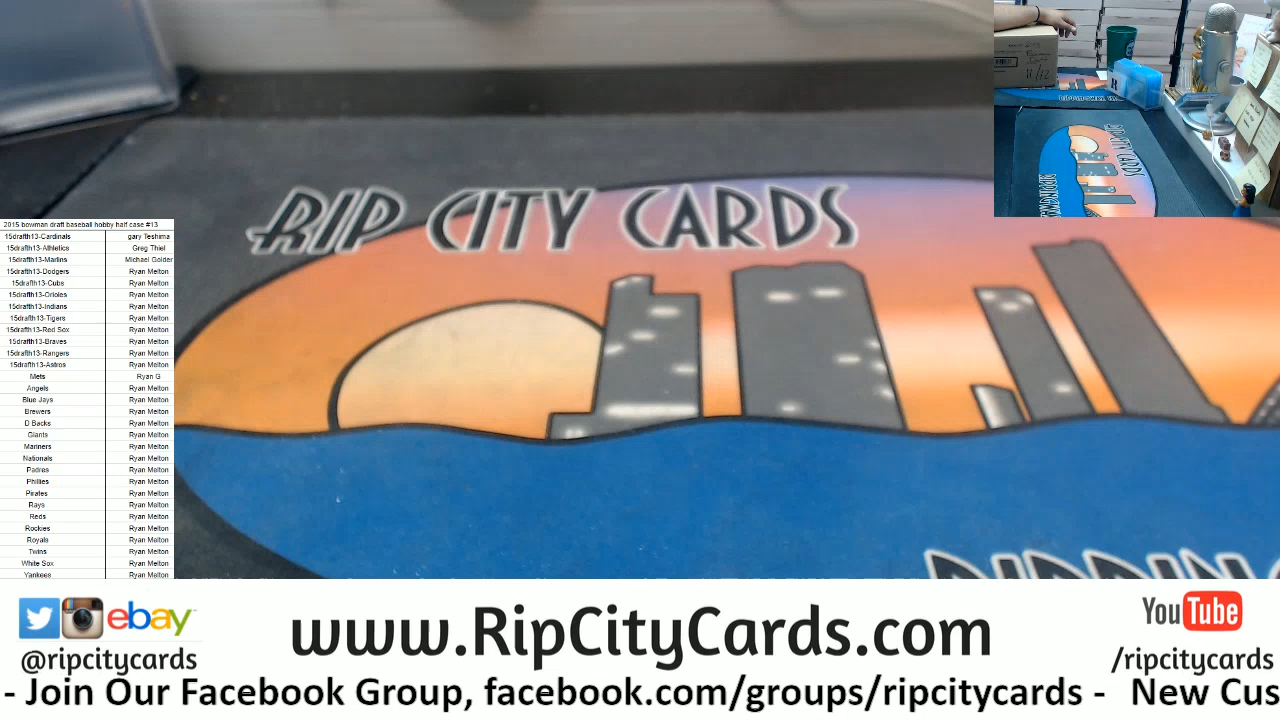 RIP CITY CARDS
2015 bowman draft baseball hobby half case #13
15drafth13-Cardinals gary Teshima
15drafth13-Athletics Greg Thiel
15drafth13-Marlins Michael Golder
15drafth13-Dodgers Ryan Melton
15drafth13-Cubs Ryan Melton
15drafth13-Orioles Ryan Melton
15drafth13-Indians Ryan Melton
15drafth13-Tigers Ryan Melton
15drafth13-Red Sox Ryan Melton
15drafth13-Braves Ryan Melton
15drafth13-Rangers Ryan Melton
15drafth13-Astros Ryan Melton
Mets Ryan G
Angels Ryan Melton
Blue Jays Ryan Melton
Brewers Ryan Melton
D Backs Ryan Melton
Giants Ryan Melton
Mariners Ryan Melton
Nationals Ryan Melton
Padres Ryan Melton
Phillies Ryan Melton
Pirates Ryan Melton
Rays Ryan Melton
Reds Ryan Melton
Rockies Ryan Melton
Royals Ryan Melton
Twins Ryan Melton
White Sox Ryan Melton
Yankees Ryan Melton
RIP CITY CARDS
ebay
@ripcitycards
www.RipCityCards.com
YouTube
/ripcitycards
- Join Our Facebook Group, facebook.com/groups/ripcitycards - New Cus